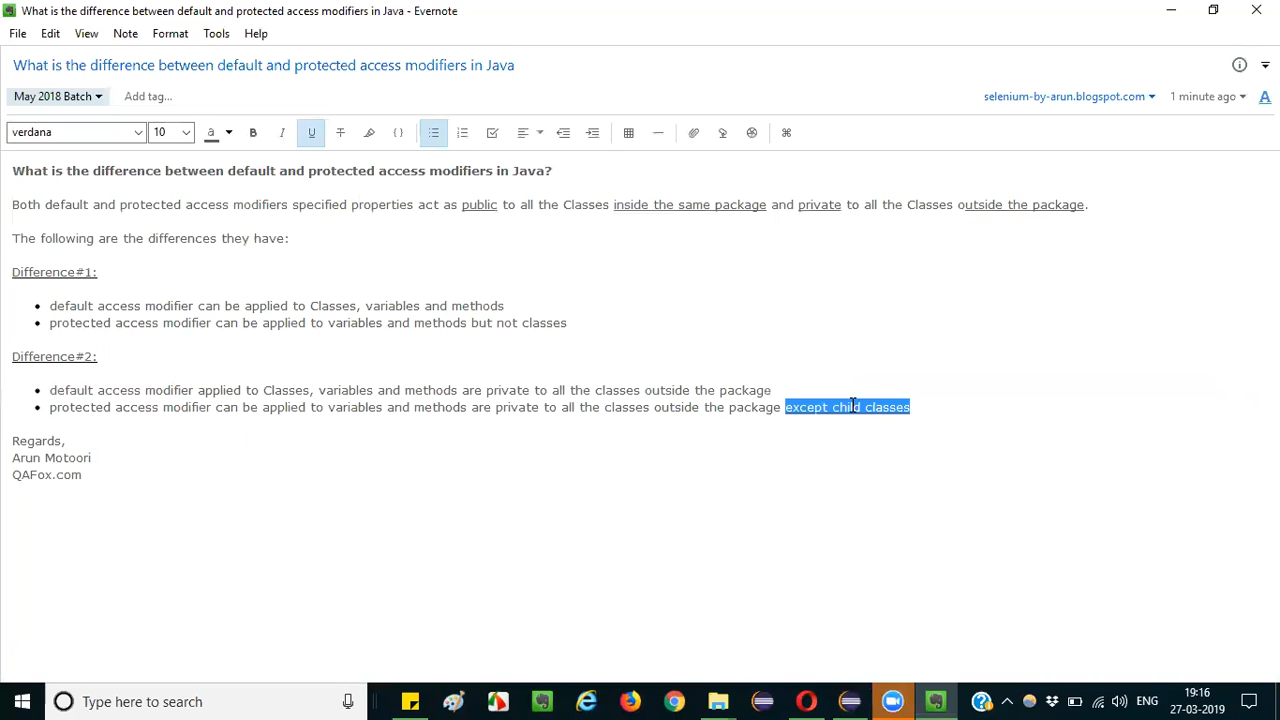 What is the difference between default and protected access modifiers in Java - Evernote
File Edit View Note Format Tools Help
What is the difference between default and protected access modifiers in Java
May 2018 Batch Add tag... selenium-by-arun.blogspot.com 1 minute ago A
verdana 10 a B I U T { }
What is the difference between default and protected access modifiers in Java?
Both default and protected access modifiers specified properties act as public to all the Classes inside the same package and private to all the Classes outside the package.
The following are the differences they have:
Difference#1:
• default access modifier can be applied to Classes, variables and methods
• protected access modifier can be applied to variables and methods but not classes
Difference#2:
• default access modifier applied to Classes, variables and methods are private to all the classes outside the package
• protected access modifier can be applied to variables and methods are private to all the classes outside the package except child classes
Regards,
Arun Motoori
QAFox.com
Type here to search ENG 19:16
27-03-2019